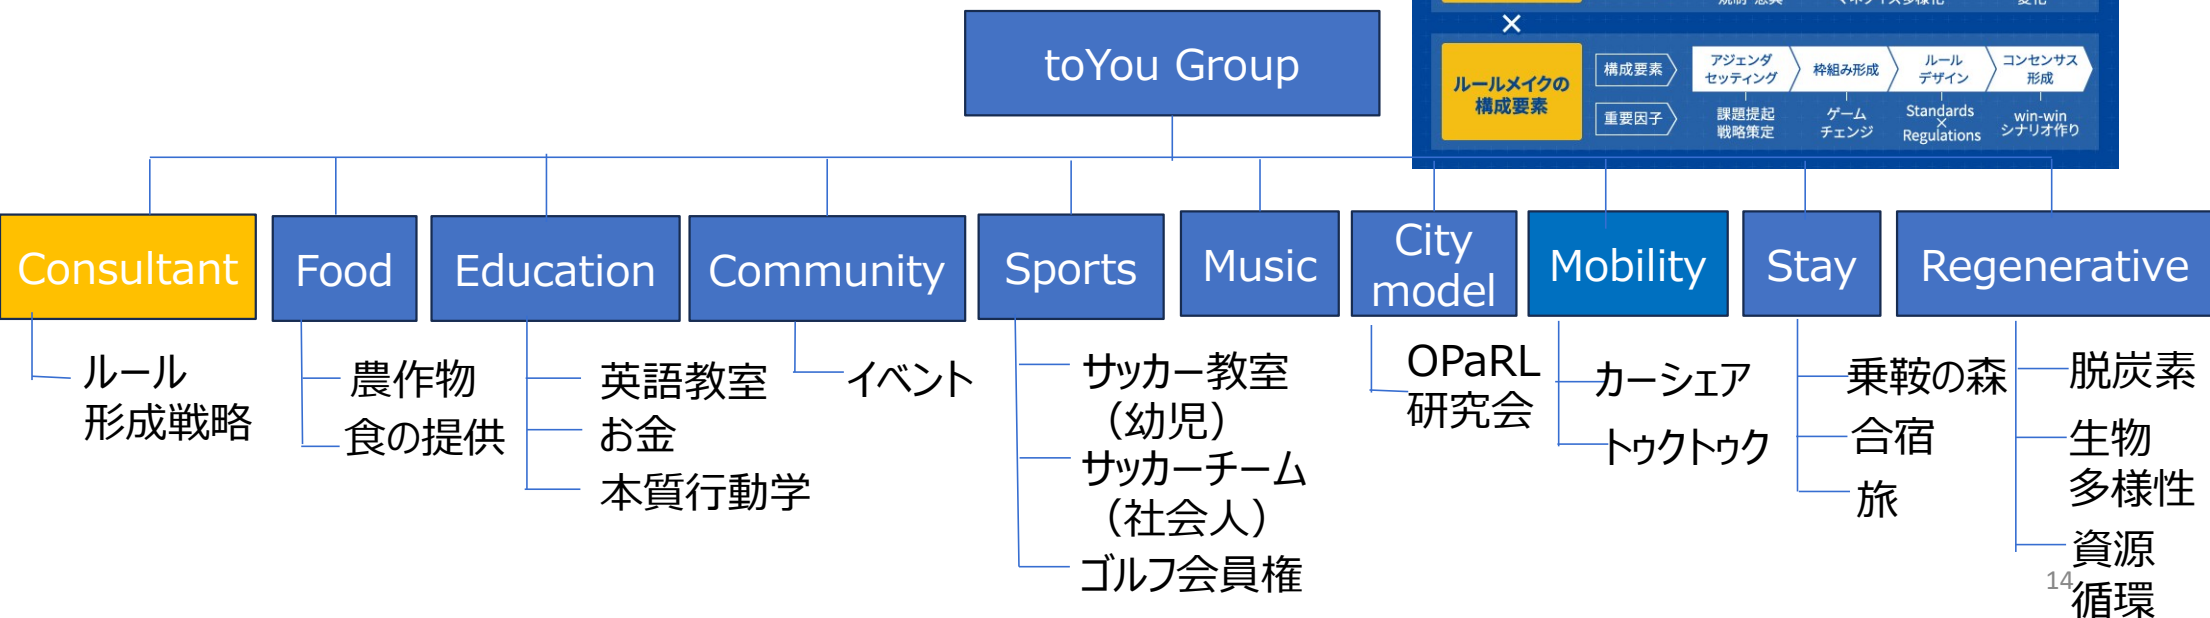 toYou Group
×
ルールメイクの
構成要素
構成要素
アジェンダ
セッティング
枠組み形成
ルール
デザイン
コンセンサス
形成
重要因子
課題提起
戦略策定
ゲーム
チェンジ
Standards
×
Regulations
win-win
シナリオ作り
Consultant
Food
Education
Community
Sports
Music
City
model
Mobility
Stay
Regenerative
ルール
形成戦略
農作物
食の提供
英語教室
お金
本質行動学
イベント
サッカー教室
（幼児）
サッカーチーム
（社会人）
ゴルフ会員権
OPaRL
研究会
カーシェア
トゥクトゥク
乗鞍の森
合宿
旅
脱炭素
生物
多様性
資源
循環
14